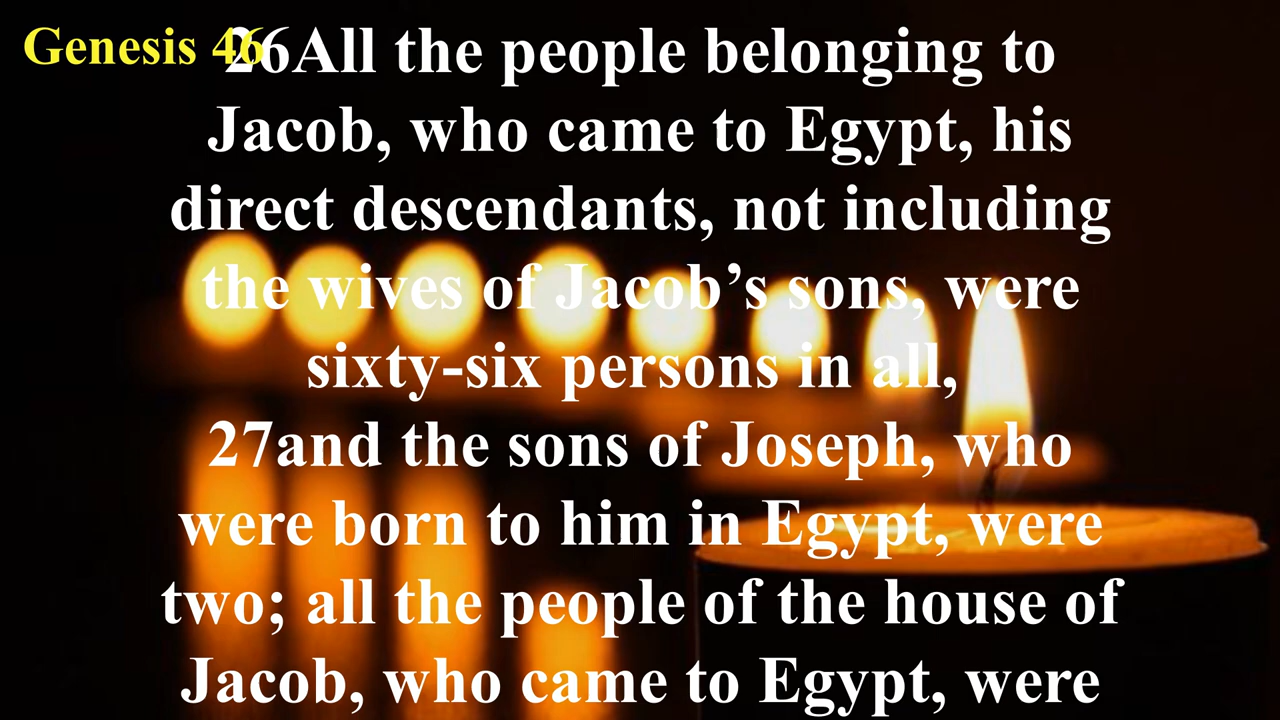 Genesis 46
26All the people belonging to
Jacob, who came to Egypt, his
direct descendants, not including
the wives of Jacob’s sons, were
sixty-six persons in all,
27and the sons of Joseph, who
were born to him in Egypt, were
two; all the people of the house of
Jacob, who came to Egypt, were